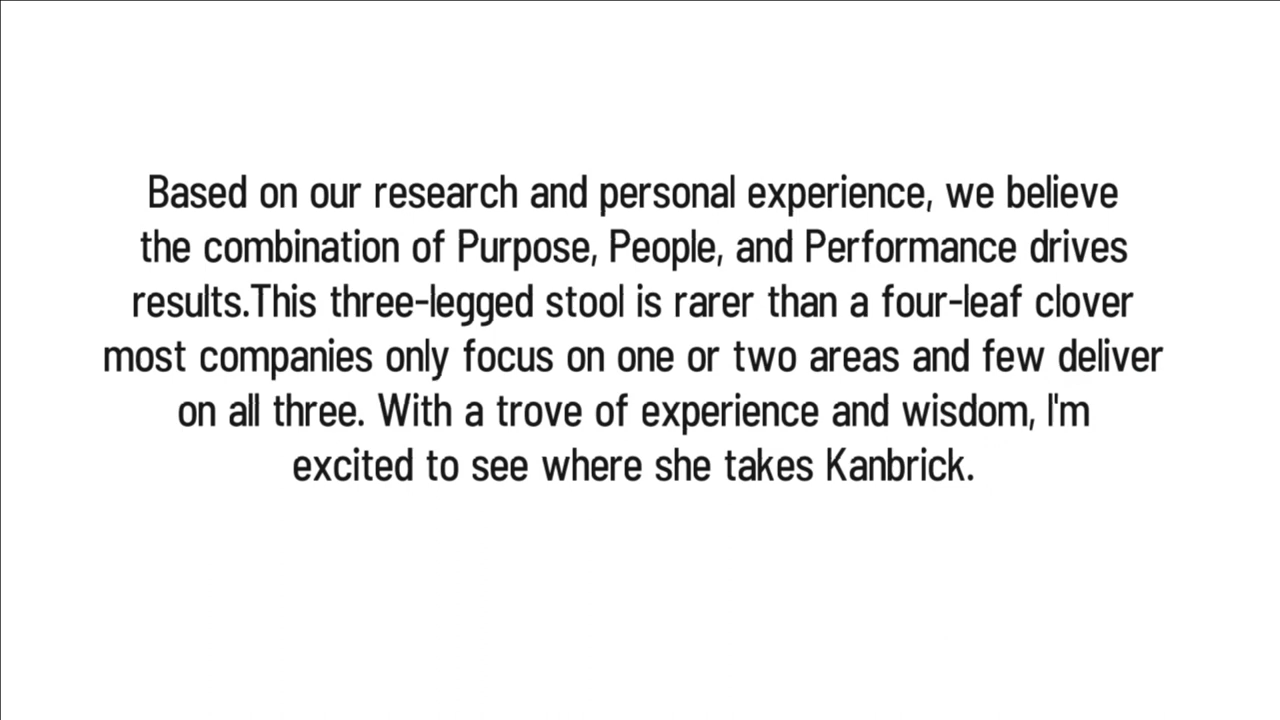 Based on our research and personal experience, we believe
the combination of Purpose, People, and Performance drives
results.This three-legged stool is rarer than a four-leaf clover
most companies only focus on one or two areas and few deliver
on all three. With a trove of experience and wisdom, I'm
excited to see where she takes Kanbrick.